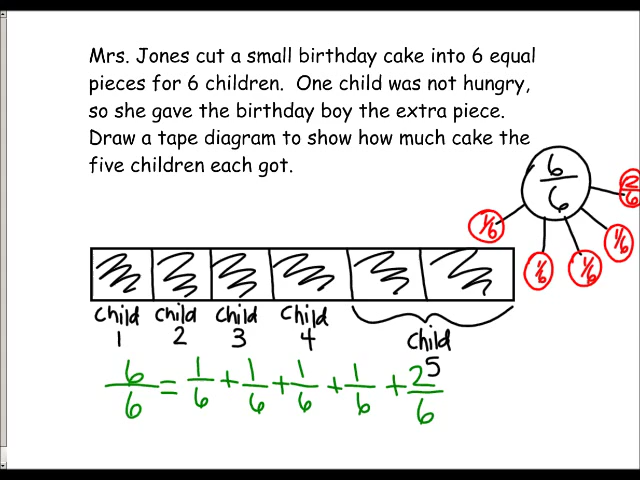 Mrs. Jones cut a small birthday cake into 6 equal
pieces for 6 children. One child was not hungry,
so she gave the birthday boy the extra piece.
Draw a tape diagram to show how much cake the
five children each got.
6/6
2/6
1/6
1/6
1/6
1/6
child child child child child
1 2 3 4 5
6/6 = 1/6 + 1/6 + 1/6 + 1/6 + 2/6